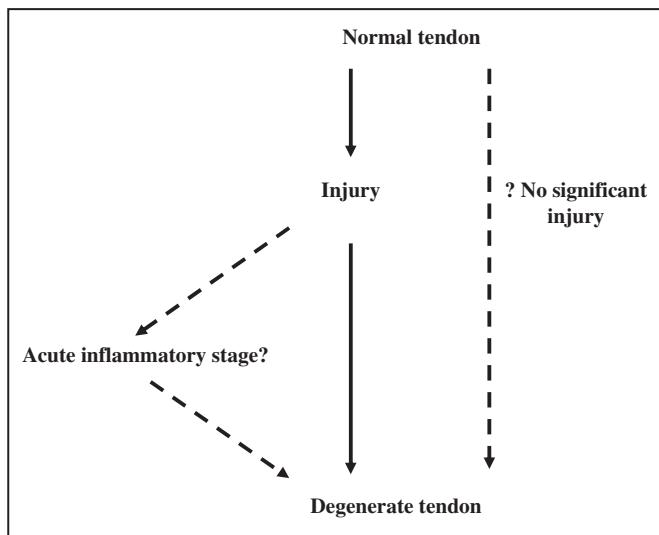 Normal tendon
Injury
? No significant
injury
Acute inflammatory stage?
Degenerate tendon